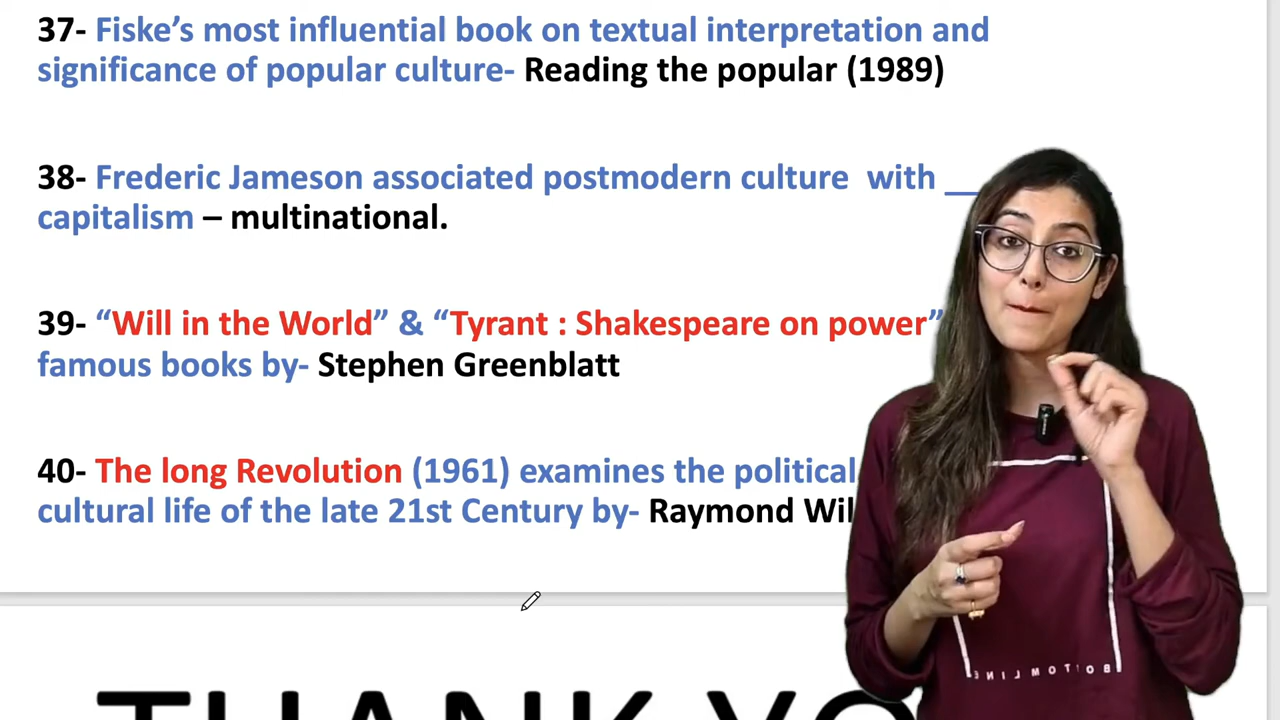 37- Fiske’s most influential book on textual interpretation and
significance of popular culture- Reading the popular (1989)
38- Frederic Jameson associated postmodern culture with __
capitalism – multinational.
39- “Will in the World” & “Tyrant : Shakespeare on power”
famous books by- Stephen Greenblatt
40- The long Revolution (1961) examines the political
cultural life of the late 21st Century by- Raymond Wil
BOTTOMLINE
THANK YO